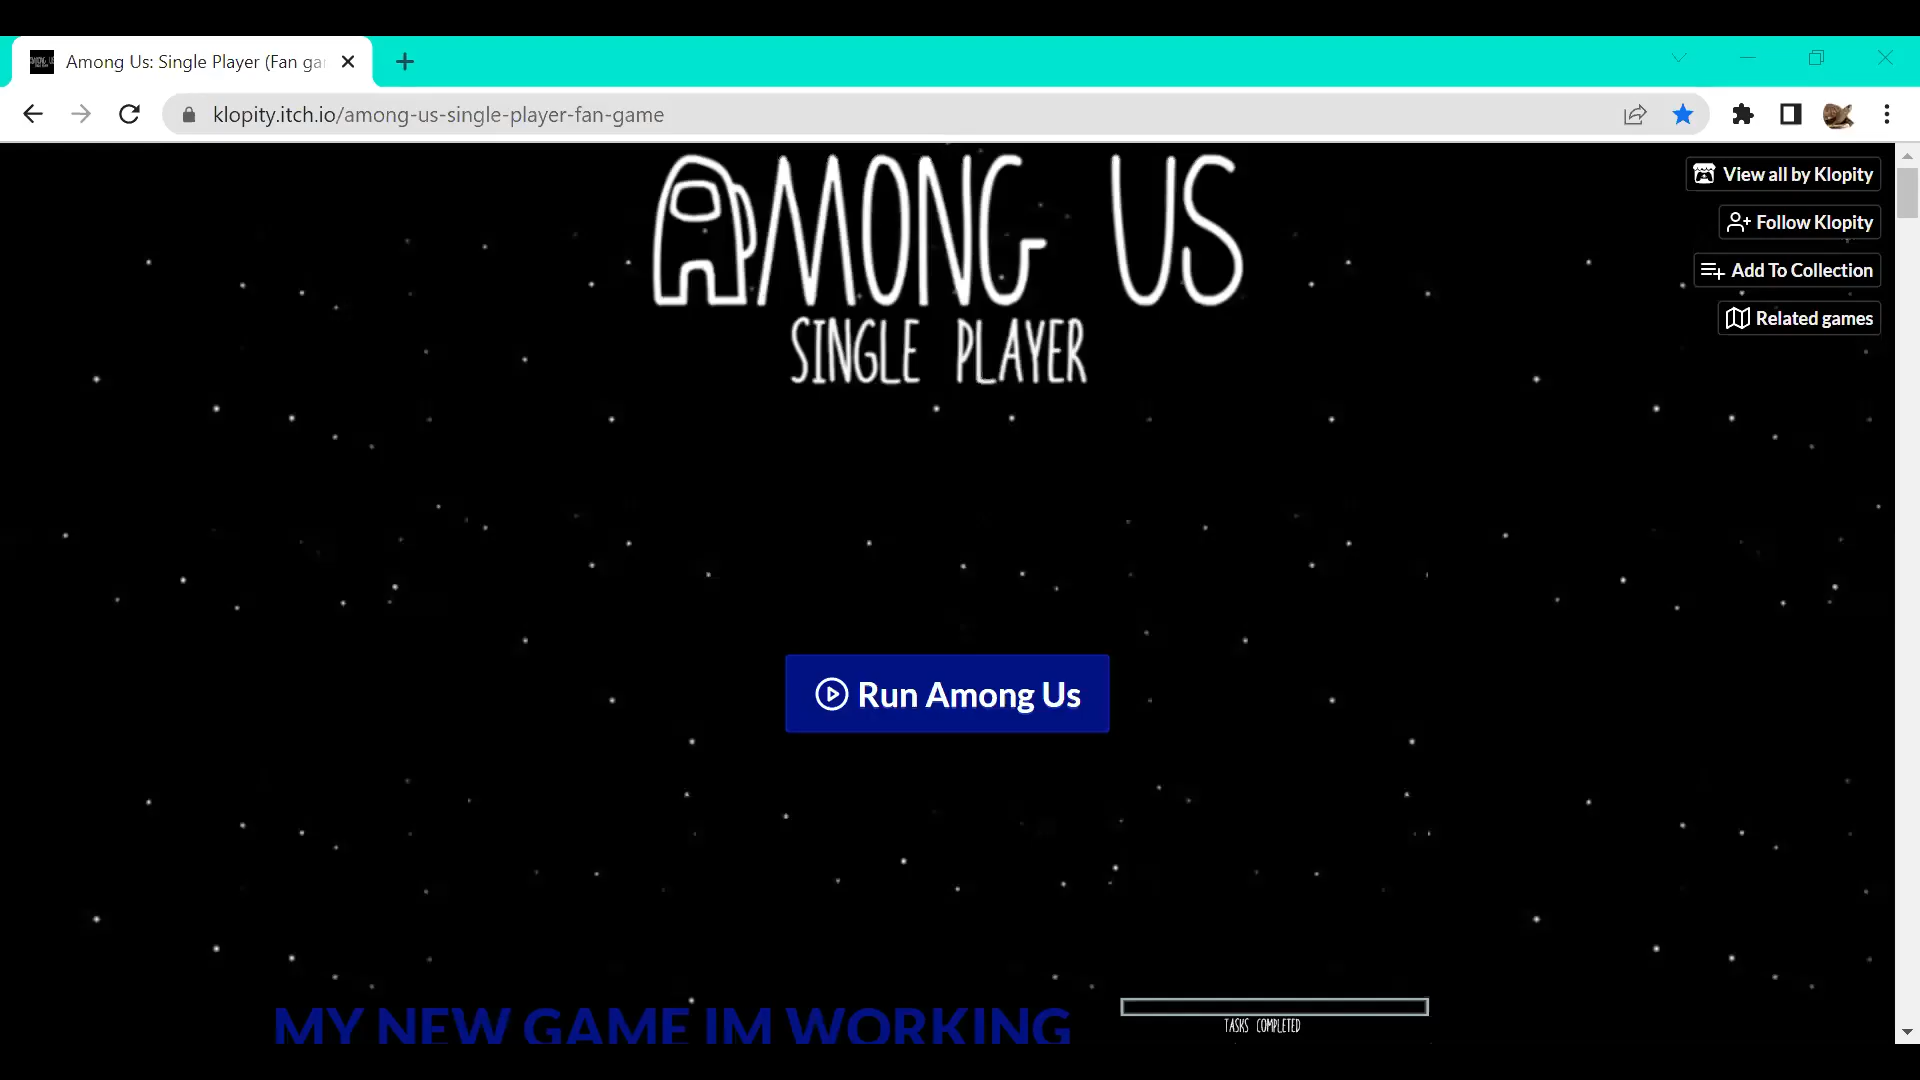 Among Us: Single Player (Fan gar
klopity.itch.io/among-us-single-player-fan-game
AMONG US
SINGLE PLAYER
View all by Klopity
Follow Klopity
Add To Collection
Related games
Run Among Us
MY NEW GAME IM WORKING
TASKS COMPLETED